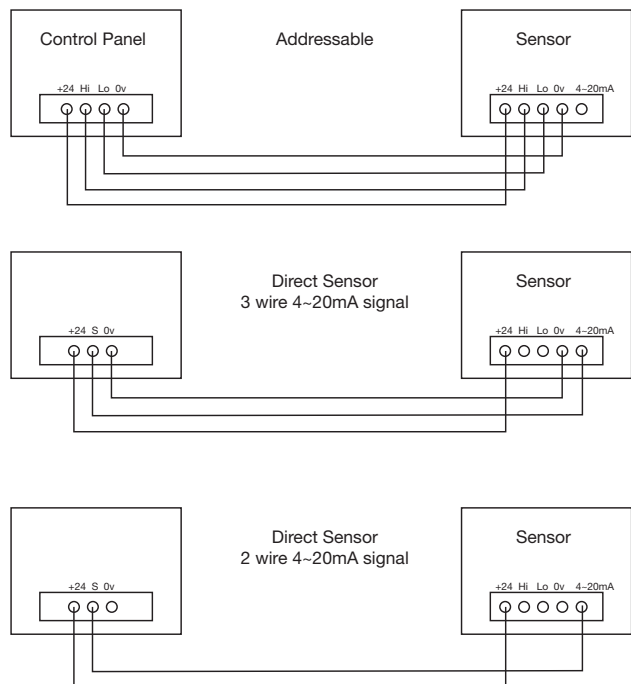 Control Panel
Addressable
Sensor
+24 Hi Lo 0v
+24 Hi Lo 0v 4~20mA
Direct Sensor
3 wire 4~20mA signal
Sensor
+24 S 0v
+24 Hi Lo 0v 4~20mA
Direct Sensor
2 wire 4~20mA signal
Sensor
+24 S 0v
+24 Hi Lo 0v 4~20mA